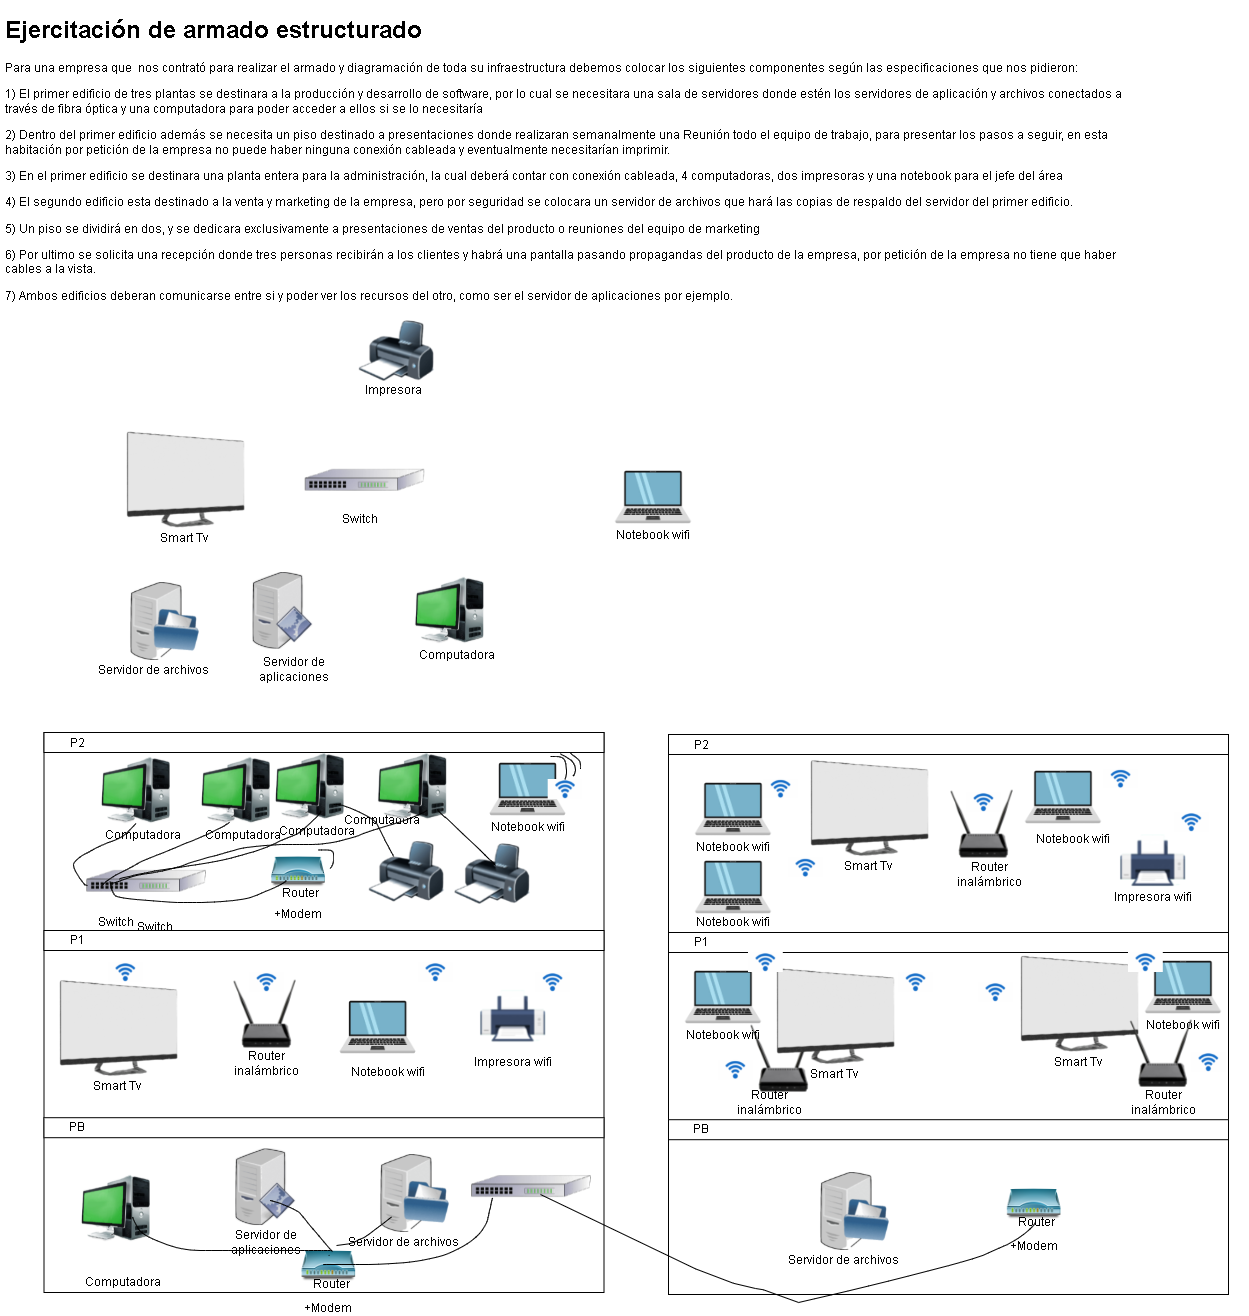 Ejercitación de armado estructurado
Para una empresa que  nos contrató para realizar el armado y diagramación de toda su infraestructura debemos colocar los siguientes componentes según las especificaciones que nos pidieron:
1) El primer edificio de tres plantas se destinara a la producción y desarrollo de software, por lo cual se necesitara una sala de servidores donde estén los servidores de aplicación y archivos conectados a
través de fibra óptica y una computadora para poder acceder a ellos si se lo necesitaría
2) Dentro del primer edificio además se necesita un piso destinado a presentaciones donde realizaran semanalmente una Reunión todo el equipo de trabajo, para presentar los pasos a seguir, en esta
habitación por petición de la empresa no puede haber ninguna conexión cableada y eventualmente necesitarían imprimir.
3) En el primer edificio se destinara una planta entera para la administración, la cual deberá contar con conexión cableada, 4 computadoras, dos impresoras y una notebook para el jefe del área
4) El segundo edificio esta destinado a la venta y marketing de la empresa, pero por seguridad se colocara un servidor de archivos que hará las copias de respaldo del servidor del primer edificio.
5) Un piso se dividirá en dos, y se dedicara exclusivamente a presentaciones de ventas del producto o reuniones del equipo de marketing
6) Por ultimo se solicita una recepción donde tres personas recibirán a los clientes y habrá una pantalla pasando propagandas del producto de la empresa, por petición de la empresa no tiene que haber
cables a la vista.
7) Ambos edificios deberan comunicarse entre si y poder ver los recursos del otro, como ser el servidor de aplicaciones por ejemplo.
Impresora
Smart Tv
Switch
Notebook wifi
Servidor de archivos
Servidor de
aplicaciones
Computadora
P2
Computadora
Computadora
Computadora
Computadora
Notebook wifi
Router
+Modem
Switch
Switch
P1
Smart Tv
Router
inalámbrico
Notebook wifi
Impresora wifi
PB
Computadora
Servidor de
aplicaciones
Servidor de archivos
Router
+Modem
P2
Notebook wifi
Notebook wifi
Smart Tv
Router
inalámbrico
Notebook wifi
Impresora wifi
P1
Notebook wifi
Smart Tv
Router
inalámbrico
Smart Tv
Notebook wifi
Router
inalámbrico
PB
Servidor de archivos
Router
+Modem